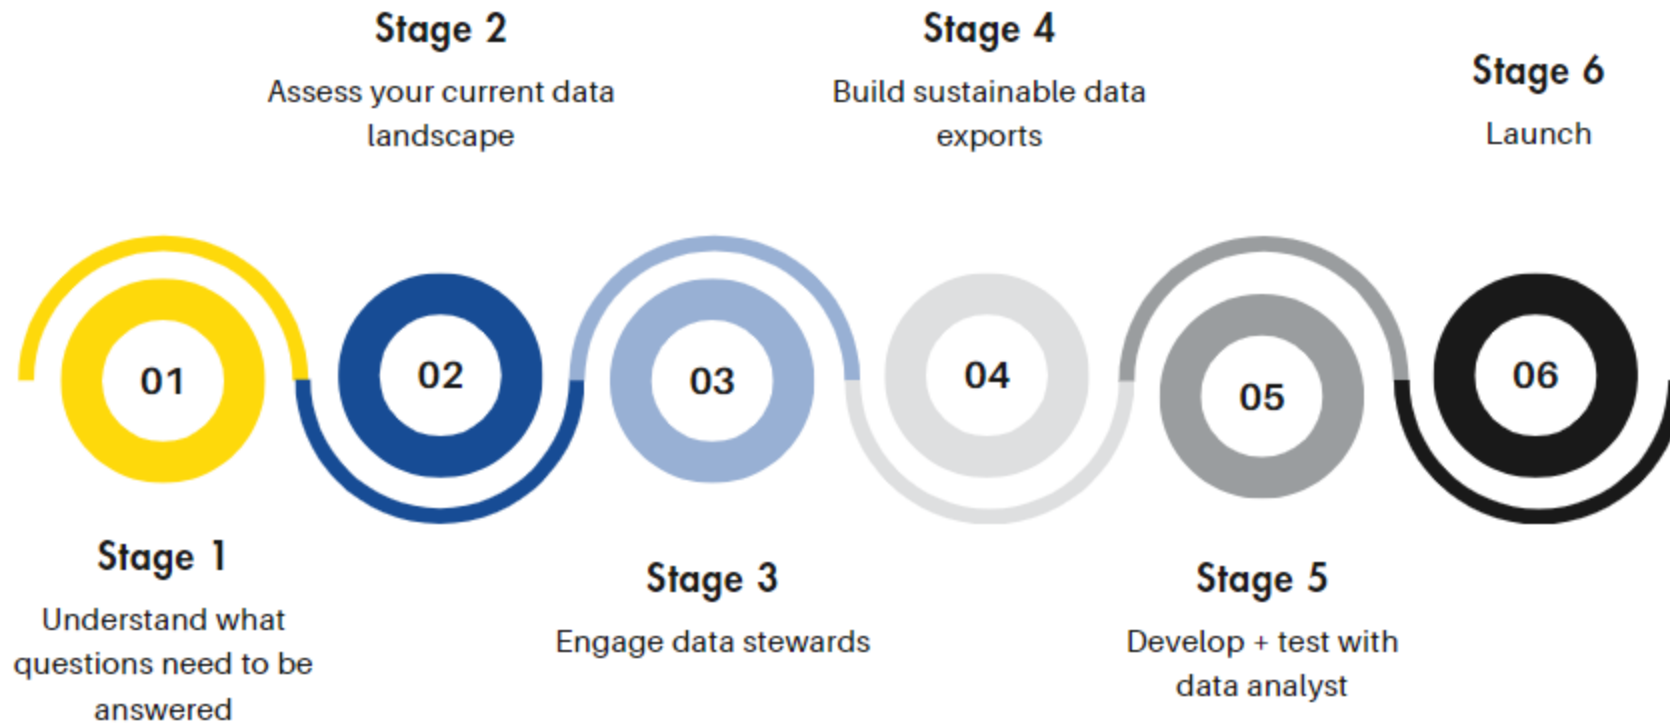 Stage 2
Assess your current data
landscape
Stage 4
Build sustainable data
exports
Stage 6
Launch
01
02
03
04
05
06
Stage 1
Understand what
questions need to be
answered
Stage 3
Engage data stewards
Stage 5
Develop + test with
data analyst